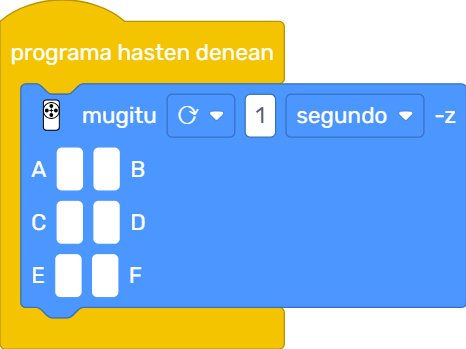 programa hasten denean
mugitu 1 segundo -z
A B
C D
E F